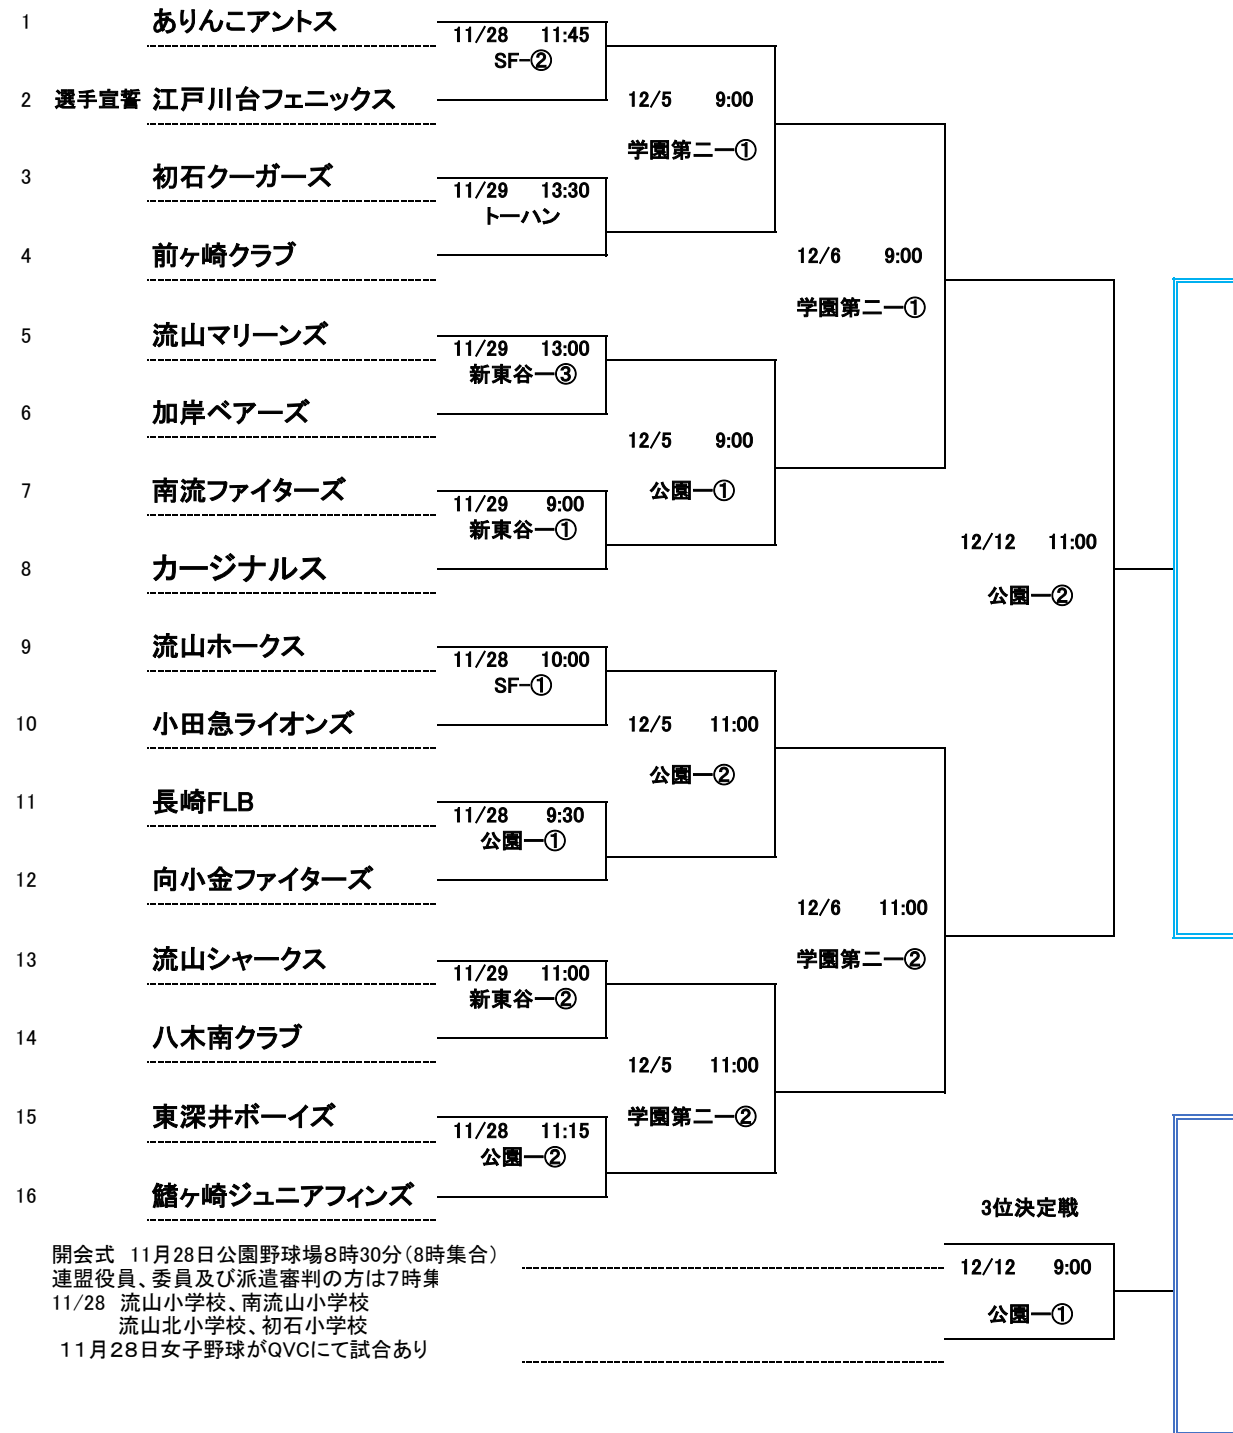 1 ありんこアントス
11/28 11:45
SF-②
2 選手宣誓 江戸川台フェニックス
12/5 9:00
学園第二ー①
3 初石クーガーズ
11/29 13:30
トーハン
4 前ヶ崎クラブ
12/6 9:00
学園第二ー①
5 流山マリーンズ
11/29 13:00
新東谷ー③
6 加岸ベアーズ
12/5 9:00
公園ー①
7 南流ファイターズ
11/29 9:00
新東谷ー①
8 カージナルス
12/12 11:00
公園ー②
9 流山ホークス
11/28 10:00
SF-①
10 小田急ライオンズ
12/5 11:00
公園ー②
11 長崎FLB
11/28 9:30
公園ー①
12 向小金ファイターズ
12/6 11:00
学園第二ー②
13 流山シャークス
11/29 11:00
新東谷ー②
14 八木南クラブ
12/5 11:00
学園第二ー②
15 東深井ボーイズ
11/28 11:15
公園ー②
16 鰭ヶ崎ジュニアフィンズ
3位決定戦
12/12 9:00
公園ー①
開会式 11月28日公園野球場8時30分(8時集合)
連盟役員、委員及び派遣審判の方は7時集
11/28 流山小学校、南流山小学校
流山北小学校、初石小学校
11月28日女子野球がQVCにて試合あり